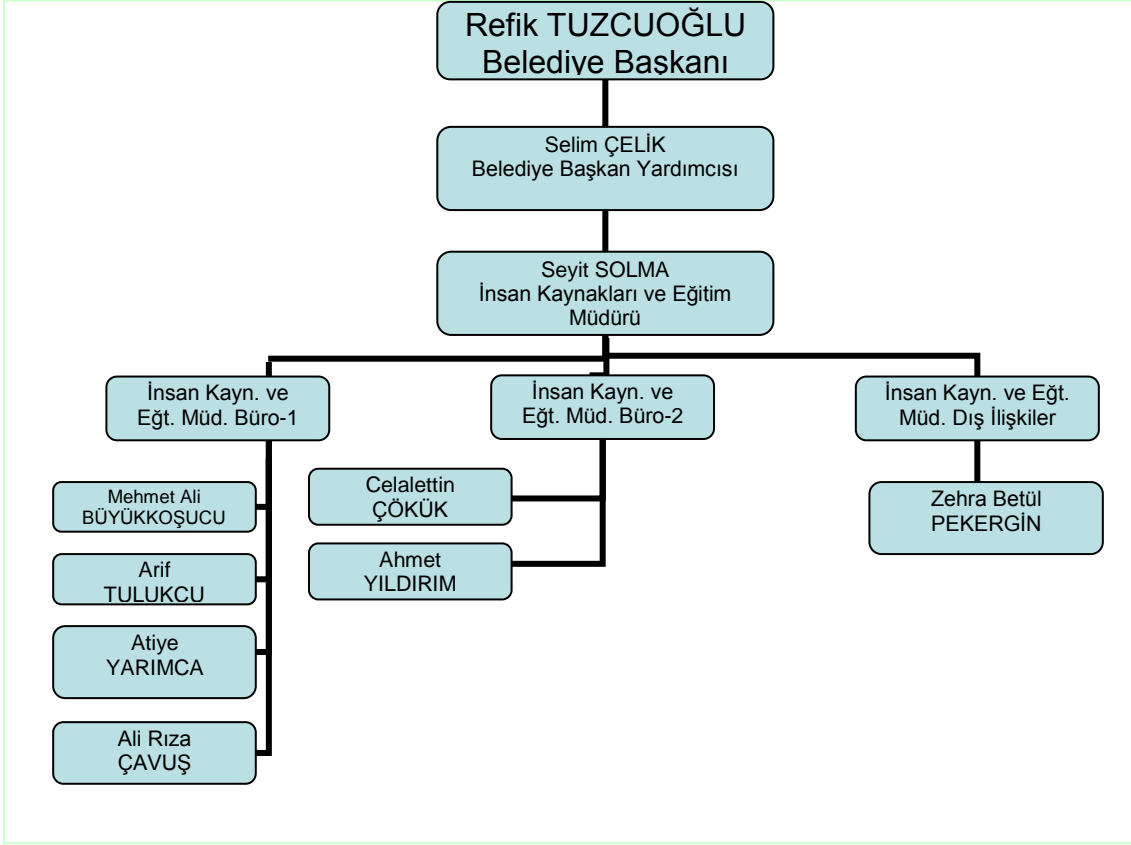 Refik TUZCUOĞLU
Belediye Başkanı
Selim ÇELİK
Belediye Başkan Yardımcısı
Seyit SOLMA
İnsan Kaynakları ve Eğitim
Müdürü
İnsan Kayn. ve
Eğt. Müd. Büro-1
İnsan Kayn. ve
Eğt. Müd. Büro-2
İnsan Kayn. ve Eğt.
Müd. Dış İlişkiler
Mehmet Ali
BÜYÜKKOŞUCU
Arif
TULUKCU
Atiye
YARIMCA
Ali Rıza
ÇAVUŞ
Celalettin
ÇÖKÜK
Ahmet
YILDIRIM
Zehra Betül
PEKERGİN